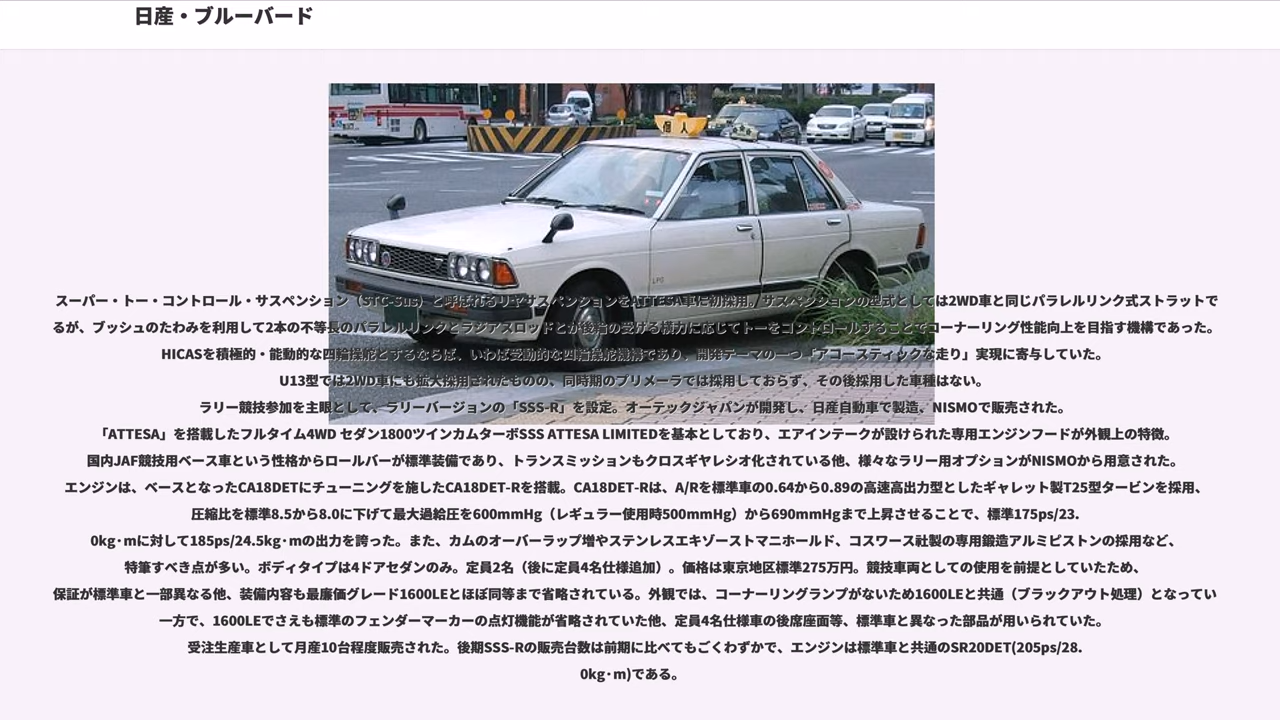 日産・ブルーバード
個人
LPG
スーパー・トー・コントロール・サスペンション（STC-Sus）と呼ばれるリヤサスペンションをATTESA車に初採用。サスペンションの型式としては2WD車と同じパラレルリンク式ストラットで
るが、ブッシュのたわみを利用して2本の不等長のパラレルリンクとラジアスロッドとが後輪の受ける横力に応じてトーをコントロールすることでコーナーリング性能向上を目指す機構であった。
HICASを積極的・能動的な四輪操舵とするならば、いわば受動的な四輪操舵機構であり、開発テーマの一つ「アコースティックな走り」実現に寄与していた。
U13型では2WD車にも拡大採用されたものの、同時期のプリメーラでは採用しておらず、その後採用した車種はない。
ラリー競技参加を主眼として、ラリーバージョンの「SSS-R」を設定。オーテックジャパンが開発し、日産自動車で製造、NISMOで販売された。
「ATTESA」を搭載したフルタイム4WD セダン1800ツインカムターボSSS ATTESA LIMITEDを基本としており、エアインテークが設けられた専用エンジンフードが外観上の特徴。
国内JAF競技用ベース車という性格からロールバーが標準装備であり、トランスミッションもクロスギヤレシオ化されている他、様々なラリー用オプションがNISMOから用意された。
エンジンは、ベースとなったCA18DETにチューニングを施したCA18DET-Rを搭載。CA18DET-Rは、A/Rを標準車の0.64から0.89の高速高出力型としたギャレット製T25型タービンを採用、
圧縮比を標準8.5から8.0に下げて最大過給圧を600mmHg（レギュラー使用時500mmHg）から690mmHgまで上昇させることで、標準175ps/23.
0kg·mに対して185ps/24.5kg·mの出力を誇った。また、カムのオーバーラップ増やステンレスエキゾーストマニホールド、コスワース社製の専用鍛造アルミピストンの採用など、
特筆すべき点が多い。ボディタイプは4ドアセダンのみ。定員2名（後に定員4名仕様追加）。価格は東京地区標準275万円。競技車両としての使用を前提としていたため、
保証が標準車と一部異なる他、装備内容も最廉価グレード1600LEとほぼ同等まで省略されている。外観では、コーナーリングランプがないため1600LEと共通（ブラックアウト処理）となってい
一方で、1600LEでさえも標準のフェンダーマーカーの点灯機能が省略されていた他、定員4名仕様車の後席座面等、標準車と異なった部品が用いられていた。
受注生産車として月産10台程度販売された。後期SSS-Rの販売台数は前期に比べてもごくわずかで、エンジンは標準車と共通のSR20DET(205ps/28.
0kg·m)である。